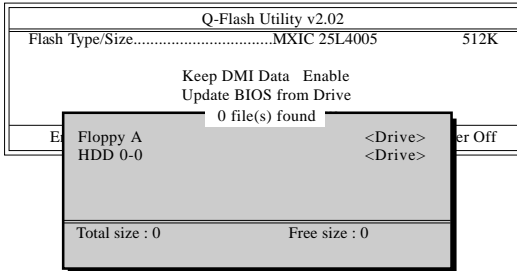 Q-Flash Utility v2.02
Flash Type/Size.................................MXIC 25L4005 512K
Keep DMI Data Enable
Update BIOS from Drive
0 file(s) found
Floppy A <Drive>
HDD 0-0 <Drive>
Off
Total size : 0 Free size : 0